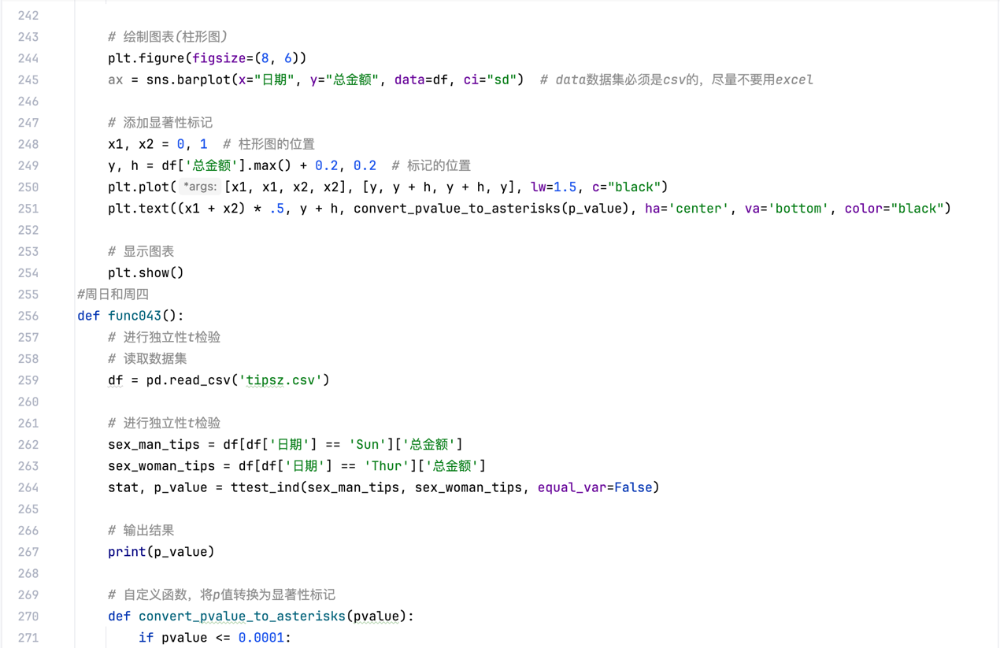 242
243 # 绘制图表(柱形图)
244 plt.figure(figsize=(8, 6))
245 ax = sns.barplot(x="日期", y="总金额", data=df, ci="sd")  # data数据集必须是csv的，尽量不要用excel
246
247 # 添加显著性标记
248 x1, x2 = 0, 1  # 柱形图的位置
249 y, h = df['总金额'].max() + 0.2, 0.2  # 标记的位置
250 plt.plot( *args: [x1, x1, x2, x2], [y, y + h, y + h, y], lw=1.5, c="black")
251 plt.text((x1 + x2) * .5, y + h, convert_pvalue_to_asterisks(p_value), ha='center', va='bottom', color="black")
252
253 # 显示图表
254 plt.show()
255 #周日和周四
256 def func043():
257 # 进行独立性t检验
258 # 读取数据集
259 df = pd.read_csv('tipsz.csv')
260
261 # 进行独立性t检验
262 sex_man_tips = df[df['日期'] == 'Sun']['总金额']
263 sex_woman_tips = df[df['日期'] == 'Thur']['总金额']
264 stat, p_value = ttest_ind(sex_man_tips, sex_woman_tips, equal_var=False)
265
266 # 输出结果
267 print(p_value)
268
269 # 自定义函数，将p值转换为显著性标记
270 def convert_pvalue_to_asterisks(pvalue):
271 if pvalue <= 0.0001: